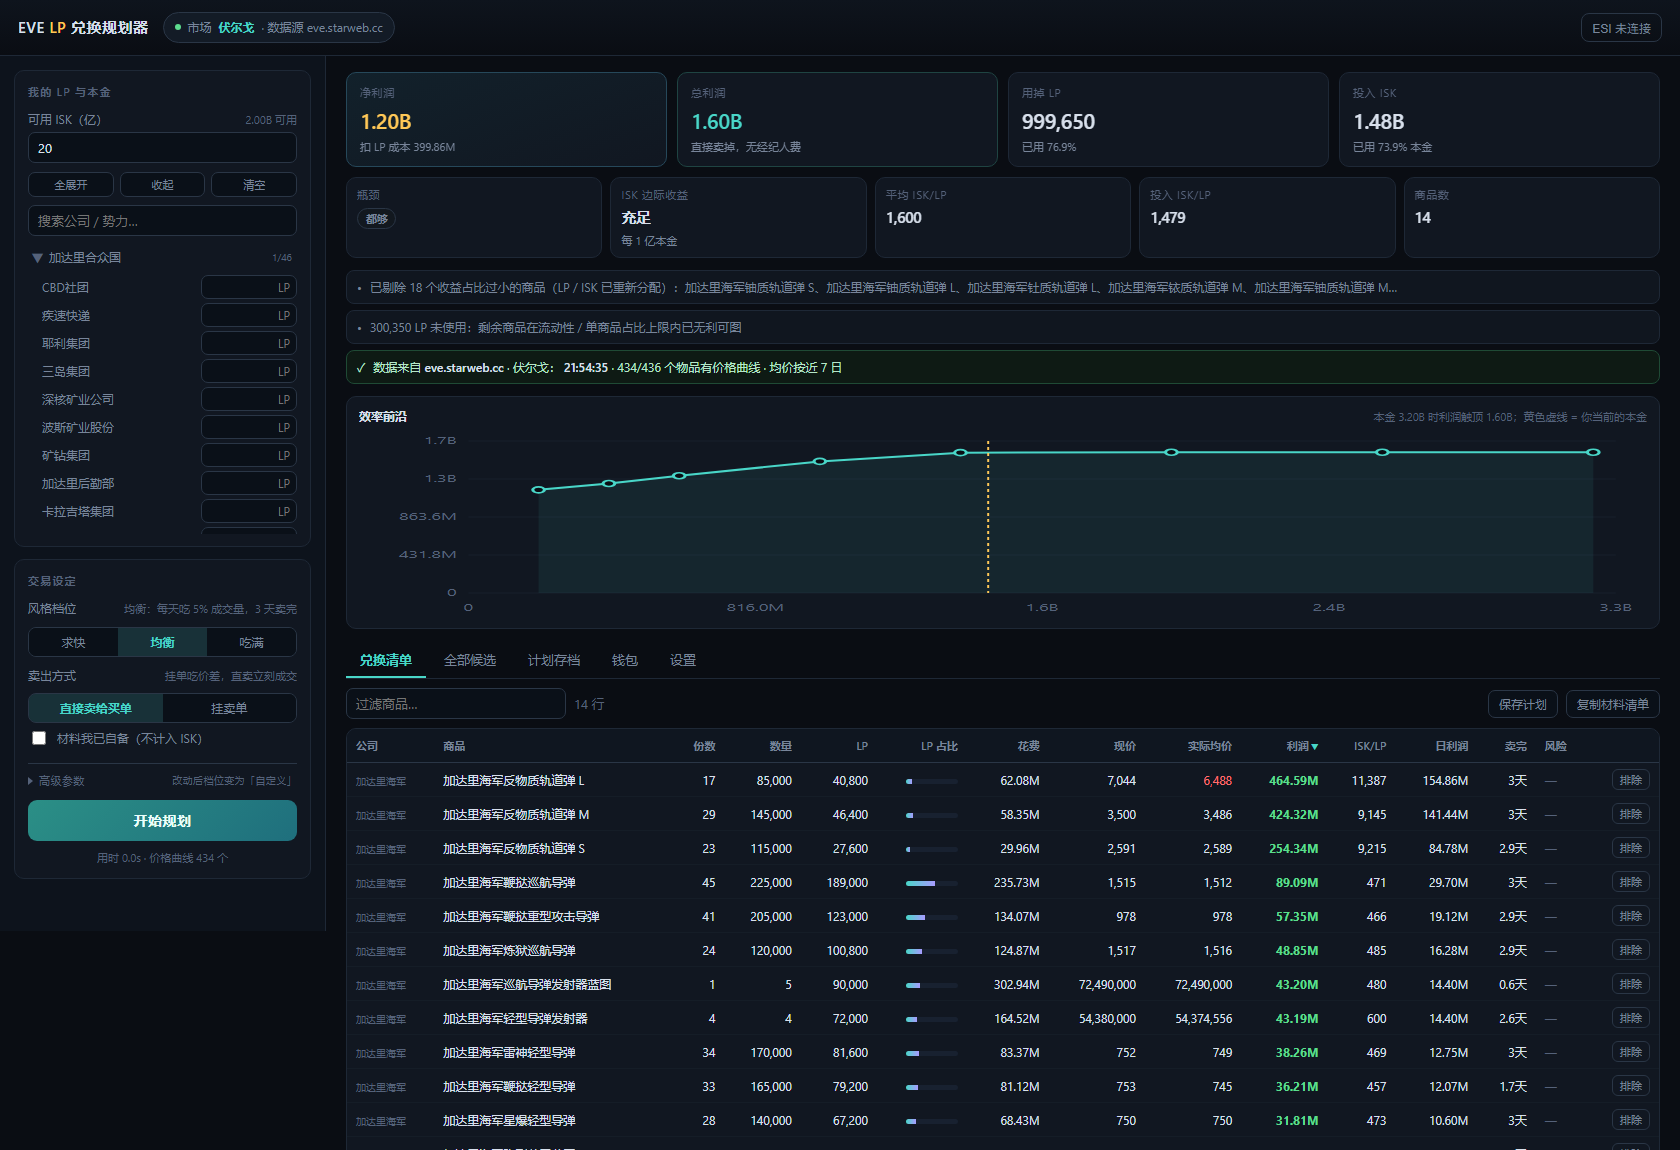 EVE LP 兑换规划器
市场 伏尔戈 · 数据源 eve.starweb.cc
ESI 未连接
我的 LP 与本金
可用 ISK（亿） 2.00B 可用
20
全展开 收起 清空
搜索公司 / 势力...
▼ 加达里合众国 1/46
CBD社团 LP
疾速快递 LP
耶利集团 LP
三岛集团 LP
深核矿业公司 LP
波斯矿业股份 LP
矿钻集团 LP
加达里后勤部 LP
卡拉吉塔集团 LP
交易设定
风格档位 均衡：每天吃 5% 成交量，3 天卖完
求快 均衡 吃满
卖出方式 挂单吃价差，直卖立刻成交
直接卖给买单 挂卖单
材料我已自备（不计入 ISK）
高级参数 改动后档位变为「自定义」
开始规划
用时 0.0s · 价格曲线 434 个
净利润
1.20B
扣 LP 成本 399.86M
总利润
1.60B
直接卖掉，无经纪人费
用掉 LP
999,650
已用 76.9%
投入 ISK
1.48B
已用 73.9% 本金
瓶颈
都够
ISK 边际收益
充足
每 1 亿本金
平均 ISK/LP
1,600
投入 ISK/LP
1,479
商品数
14
• 已剔除 18 个收益占比过小的商品（LP / ISK 已重新分配）：加达里海军铀质轨道弹 S、加达里海军铀质轨道弹 L、加达里海军钍质轨道弹 L、加达里海军铱质轨道弹 M、加达里海军铀质轨道弹 M...
• 300,350 LP 未使用：剩余商品在流动性 / 单商品占比上限内已无利可图
✓ 数据来自 eve.starweb.cc · 伏尔戈： 21:54:35 · 434/436 个物品有价格曲线 · 均价按近 7 日
效率前沿 本金 3.20B 时利润触顶 1.60B；黄色虚线 = 你当前的本金
1.7B
1.3B
863.6M
431.8M
0
0 816.0M 1.6B 2.4B 3.3B
兑换清单 全部候选 计划存档 钱包 设置
过滤商品... 14 行 保存计划 复制材料清单
公司 商品 份数 数量 LP LP 占比 花费 现价 实际均价 利润▼ ISK/LP 日利润 卖完 风险
加达里海军 加达里海军反物质轨道弹 L 17 85,000 40,800 62.08M 7,044 6,488 464.59M 11,387 154.86M 3天 — 排除
加达里海军 加达里海军反物质轨道弹 M 29 145,000 46,400 58.35M 3,500 3,486 424.32M 9,145 141.44M 3天 — 排除
加达里海军 加达里海军反物质轨道弹 S 23 115,000 27,600 29.96M 2,591 2,589 254.34M 9,215 84.78M 2.9天 — 排除
加达里海军 加达里海军鞭挞巡航导弹 45 225,000 189,000 235.73M 1,515 1,512 89.09M 471 29.70M 3天 — 排除
加达里海军 加达里海军鞭挞重型攻击导弹 41 205,000 123,000 134.07M 978 978 57.35M 466 19.12M 2.9天 — 排除
加达里海军 加达里海军炼狱巡航导弹 24 120,000 100,800 124.87M 1,517 1,516 48.85M 485 16.28M 2.9天 — 排除
加达里海军 加达里海军巡航导弹发射器蓝图 1 5 90,000 302.94M 72,490,000 72,490,000 43.20M 480 14.40M 0.6天 — 排除
加达里海军 加达里海军轻型导弹发射器 4 4 72,000 164.52M 54,380,000 54,374,556 43.19M 600 14.40M 2.6天 — 排除
加达里海军 加达里海军雷神轻型导弹 34 170,000 81,600 83.37M 752 749 38.26M 469 12.75M 3天 — 排除
加达里海军 加达里海军鞭挞轻型导弹 33 165,000 79,200 81.12M 753 745 36.21M 457 12.07M 1.7天 — 排除
加达里海军 加达里海军星爆轻型导弹 28 140,000 67,200 68.43M 750 750 31.81M 473 10.60M 3天 — 排除